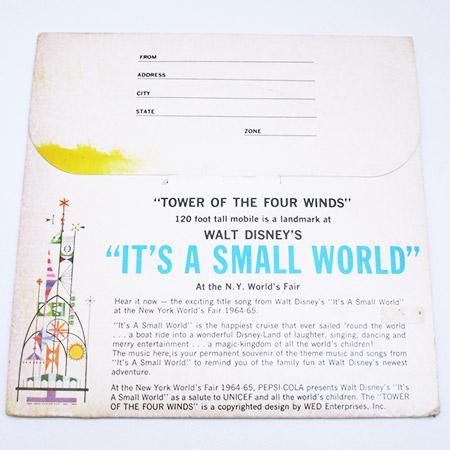 FROM
ADDRESS
CITY
STATE
ZONE
"TOWER OF THE FOUR WINDS"
120 foot tall mobile is a landmark at
WALT DISNEY'S
"IT'S A SMALL WORLD"
At the N.Y. World's Fair
Hear it now — the exciting title song from Walt Disney's "It's A Small World"
at the New York World's Fair 1964-65.
"It's A Small World" is the happiest cruise that ever sailed 'round the world
. . . a boat ride into a wonderful Disney-Land of laughter, singing, dancing and
merry entertainment . . . a magic-kingdom of all the world's children!
The music here,is your permanent souvenir of the theme music and songs from
"It's A Small World" to remind you of the family fun at Walt Disney's newest
adventure.
At the New York World's Fair 1964-65, PEPSI-COLA presents Walt Disney's "It's
A Small World" as a salute to UNICEF and all the world's children. The "TOWER
OF THE FOUR WINDS" is a copyrighted design by WED Enterprises, Inc.